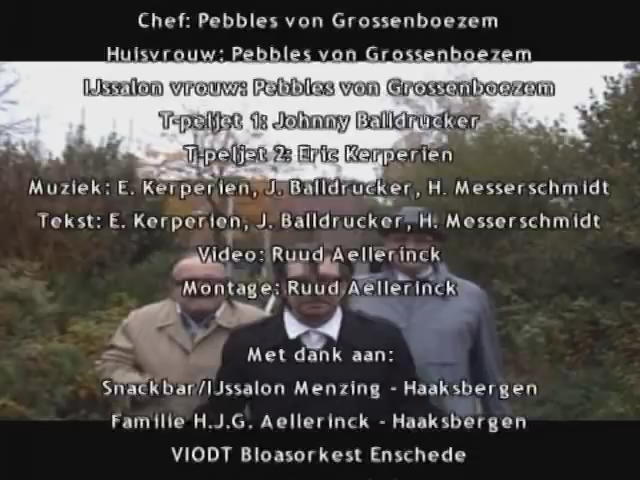 Chef: Pebbles von Grossenboezem
Huisvrouw: Pebbles von Grossenboezem
IJssalon vrouw: Pebbles von Grossenboezem
T-peljet 1: Johnny Balldrucker
T-peljet 2: Eric Kerperien
Muziek: E. Kerperien, J. Balldrucker, H. Messerschmidt
Tekst: E. Kerperien, J. Balldrucker, H. Messerschmidt
Video: Ruud Aellerinck
Montage: Ruud Aellerinck
Met dank aan:
Snackbar/IJssalon Menzing - Haaksbergen
Familie H.J.G. Aellerinck - Haaksbergen
VIODT Bloasorkest Enschede